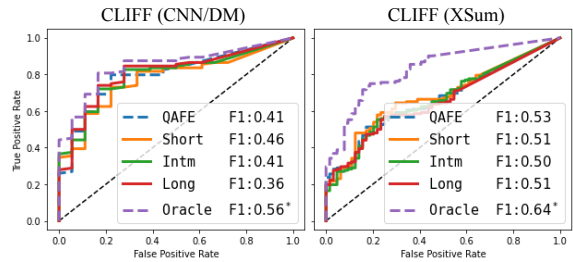 CLIFF (CNN/DM)
True Positive Rate
1.0
0.8
0.6
0.4
0.2
0.0
QAFE F1:0.41
Short F1:0.46
Intm F1:0.41
Long F1:0.36
Oracle F1:0.56*
0.0 0.2 0.4 0.6 0.8 1.0
False Positive Rate
CLIFF (XSum)
QAFE F1:0.53
Short F1:0.51
Intm F1:0.50
Long F1:0.51
Oracle F1:0.64*
0.0 0.2 0.4 0.6 0.8 1.0
False Positive Rate